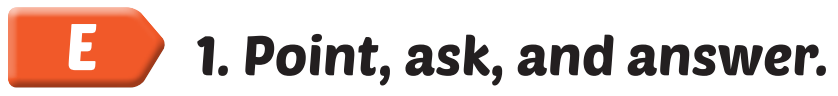 E 1. Point, ask, and answer.